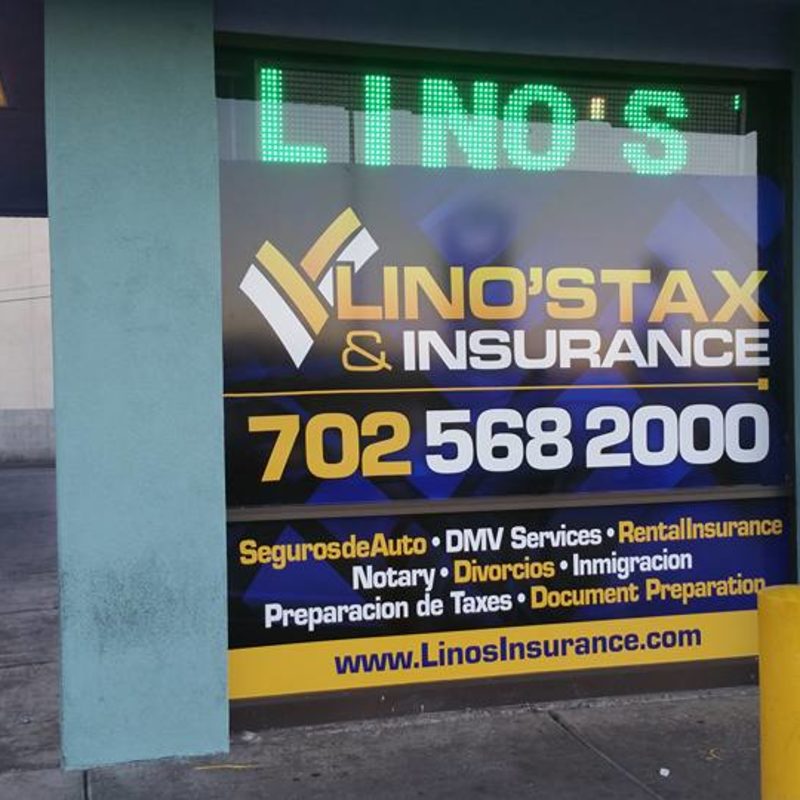 LINO'S
LINO'S TAX
& INSURANCE
702 568 2000
SegurosdeAuto • DMV Services • RentalInsurance
Notary • Divorcios • Inmigracion
Preparacion de Taxes • Document Preparation
www.LinosInsurance.com